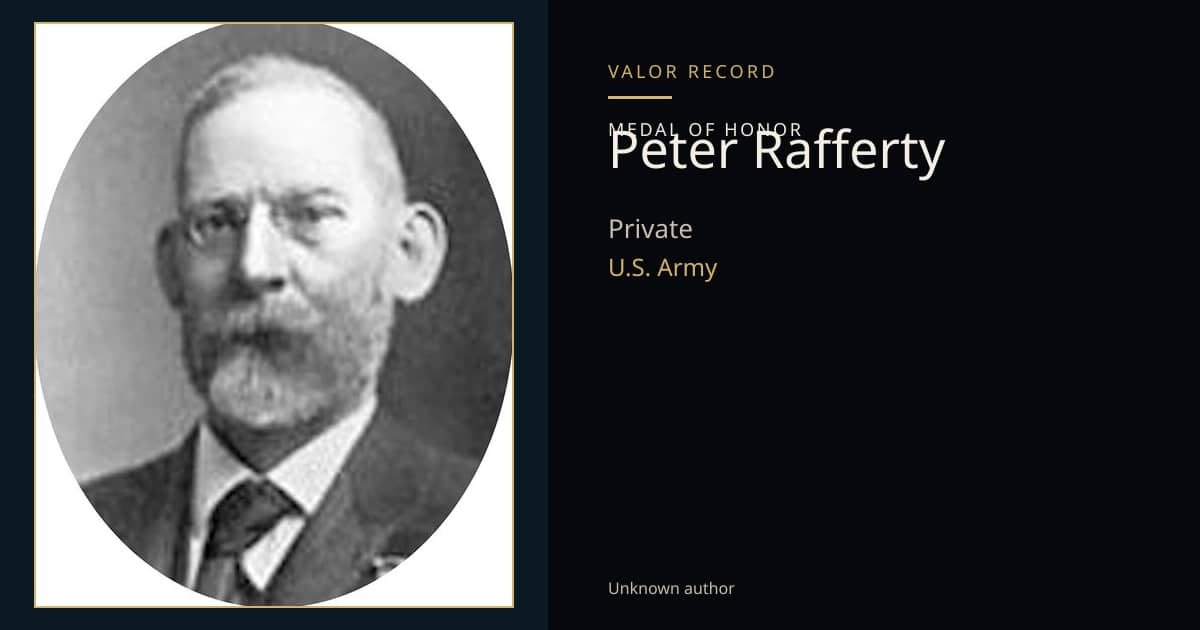 VALOR RECORD
MEDAL OF HONOR
Peter Rafferty
Private
U.S. Army
Unknown author